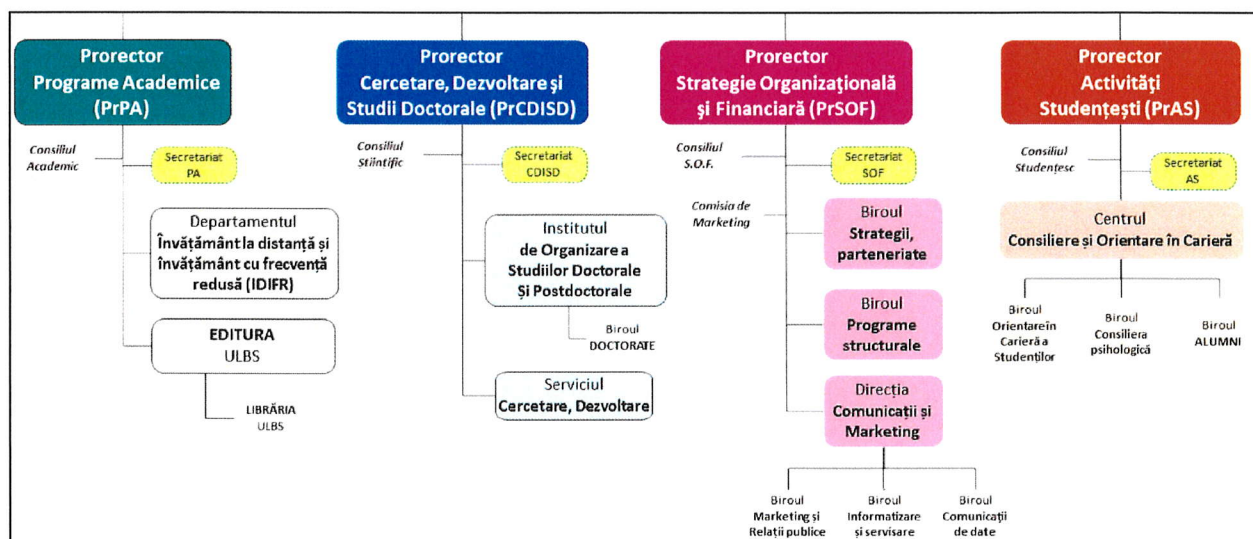 Prorector
Programe Academice
(PrPA)
Consiliul
Academic
Secretariat
PA
Departamentul
Învățământ la distanță și
învățământ cu frecvență
redusă (IDIFR)
EDITURA
ULBS
LIBRĂRIA
ULBS
Prorector
Cercetare, Dezvoltare și
Studii Doctorale (PrCDISD)
Consiliul
Științific
Secretariat
CDISD
Institutul
de Organizare a
Studiilor Doctorale
Și Postdoctorale
Biroul
DOCTORATE
Serviciul
Cercetare, Dezvoltare
Prorector
Strategie Organizațională
și Financiară (PrSOF)
Consiliul
S.O.F.
Secretariat
SOF
Comisia de
Marketing
Biroul
Strategii,
parteneriate
Biroul
Programe
structurale
Direcția
Comunicații și
Marketing
Biroul
Marketing și
Relații publice
Biroul
Informatizare
și servisare
Biroul
Comunicații
de date
Prorector
Activități
Studențești (PrAS)
Consiliul
Studențesc
Secretariat
AS
Centrul
Consiliere și Orientare în Carieră
Biroul
Orientare în
Carieră a
Studenților
Biroul
Consiliera
psihologică
Biroul
ALUMNI